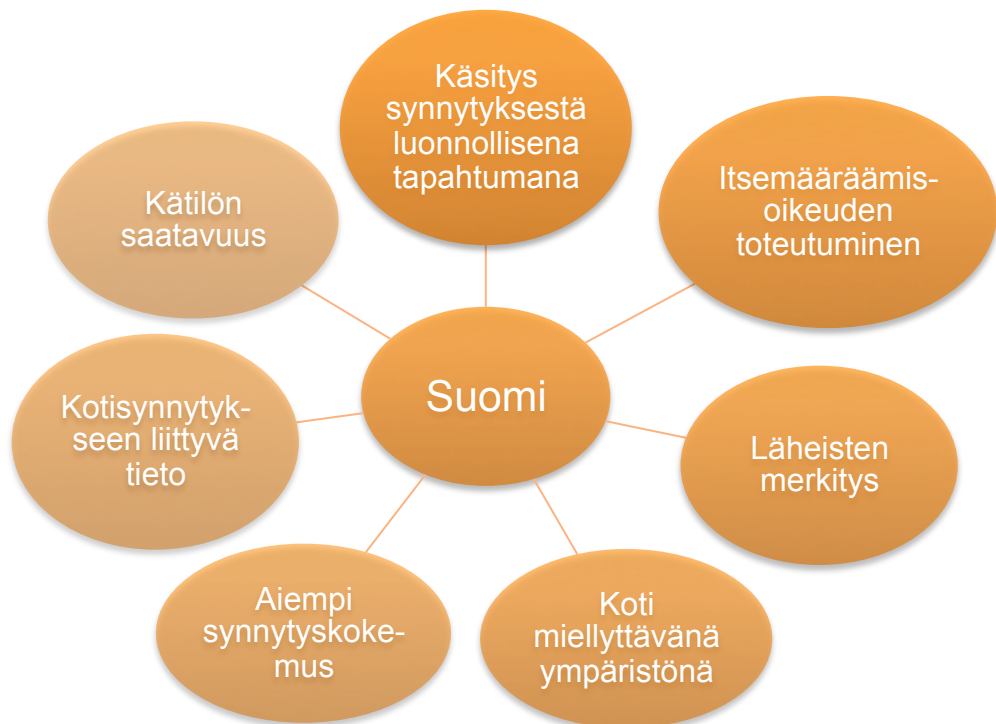 Käsitys
synnytyksestä
luonnollisena
tapahtumana
Itsemääräämis-
oikeuden
toteutuminen
Kätilön
saatavuus
Suomi
Kotisynnytyk-
seen liittyvä
tieto
Läheisten
merkitys
Aiempi
synnytyskoke-
mus
Koti
miellyttävänä
ympäristönä